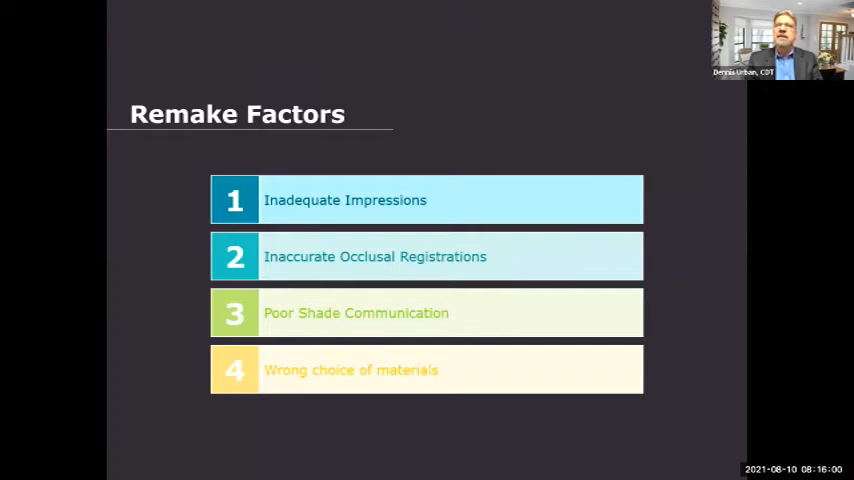 Dennis Urban, CDT
Remake Factors
1 Inadequate Impressions
2 Inaccurate Occlusal Registrations
3 Poor Shade Communication
4 Wrong choice of materials
2021-08-10 08:16:00